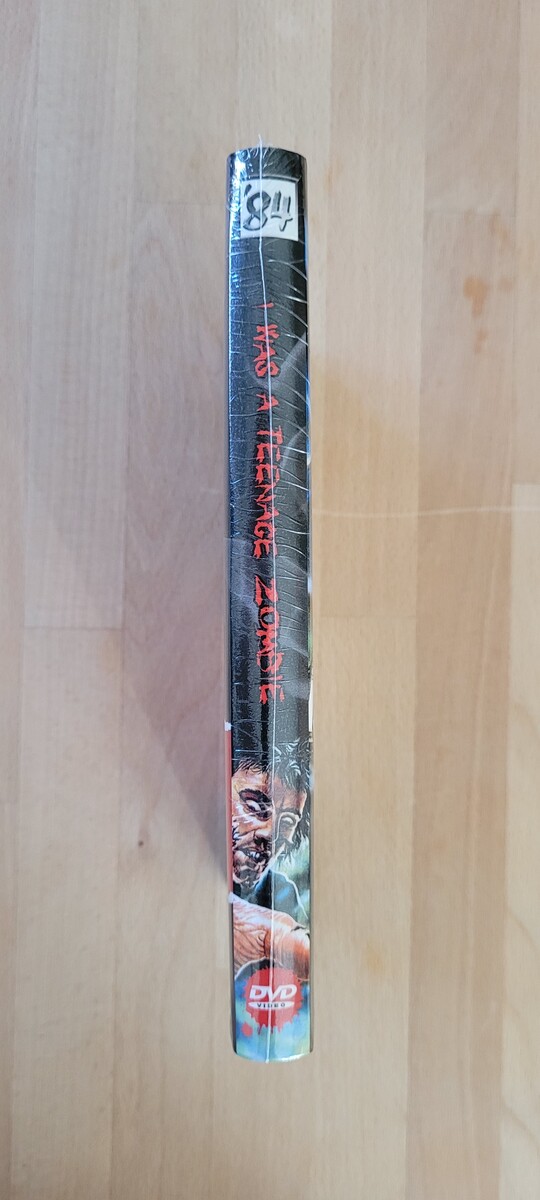 '84
I WAS A TEENAGE ZOMBIE
DVD
VIDEO